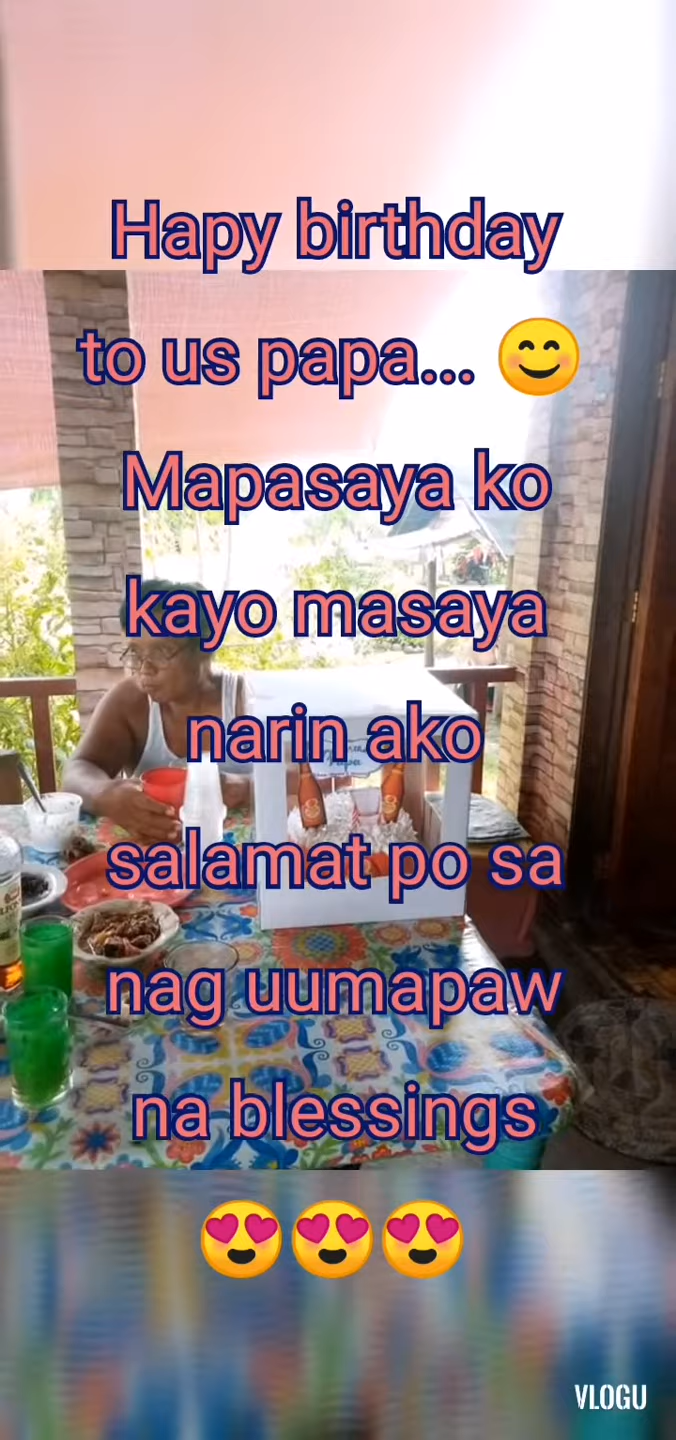 Hapy birthday
to us papa... 😊
Mapasaya ko
kayo masaya
narin ako
salamat po sa
nag uumapaw
na blessings
😍😍😍
VLOGU